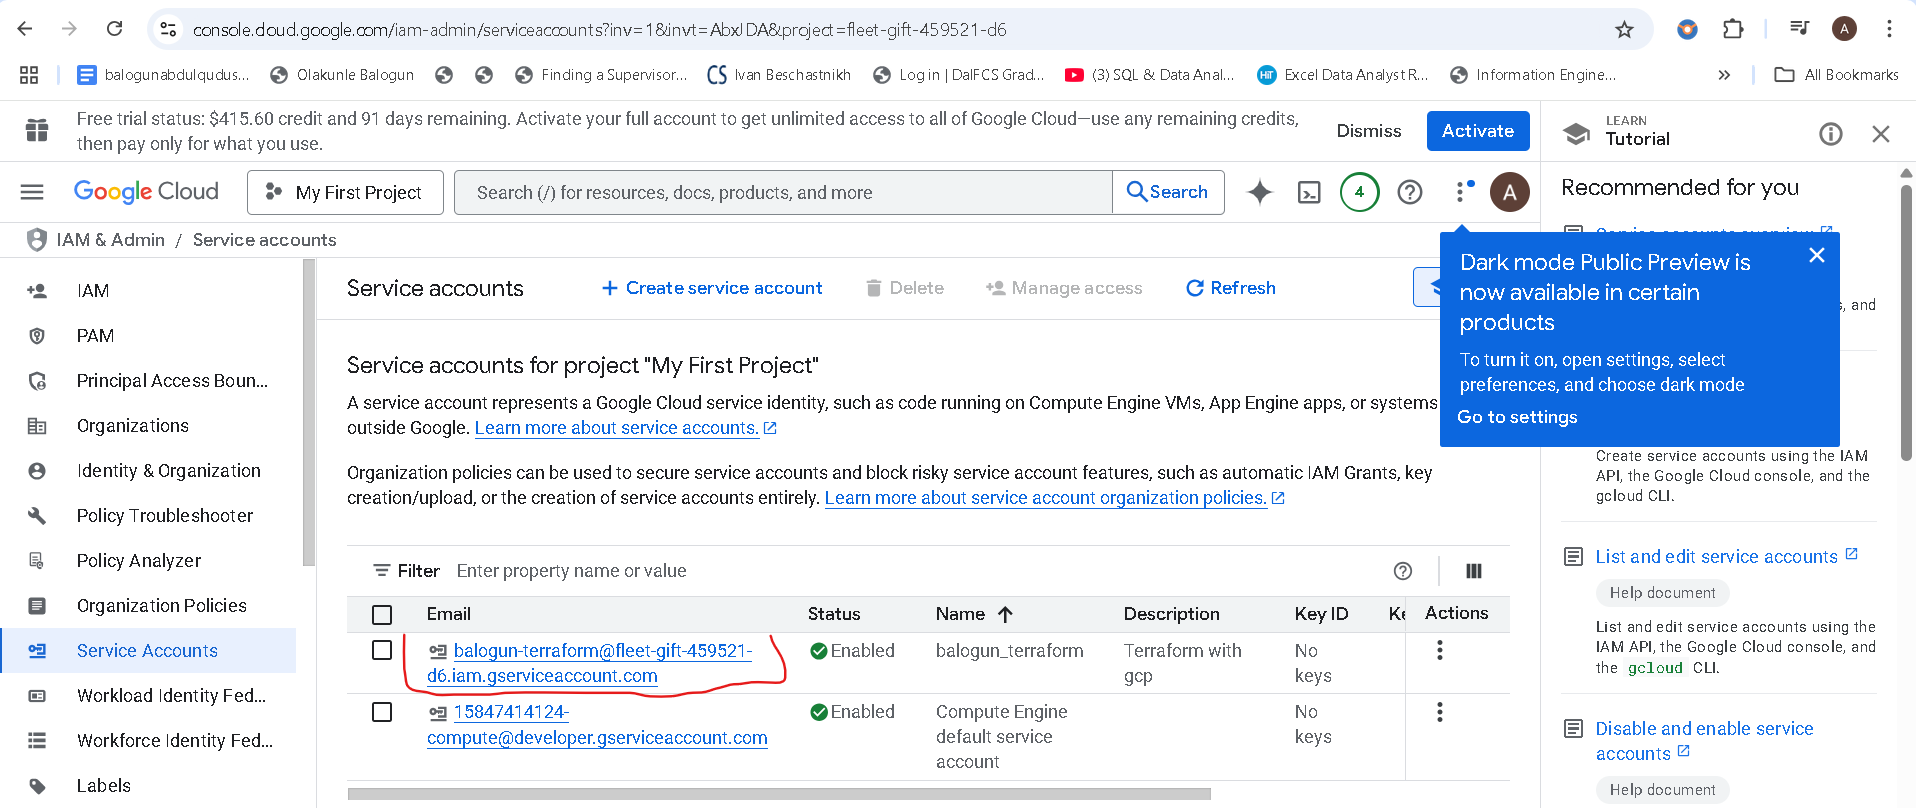 console.cloud.google.com/iam-admin/serviceaccounts?inv=1&invt=AbxJDA&project=fleet-gift-459521-d6
A
balogunabdulqudus...
Olakunle Balogun
Finding a Supervisor...
CS Ivan Beschastnikh
Log in | DalFCS Grad...
(3) SQL & Data Anal...
HiT Excel Data Analyst R...
Information Engine...
All Bookmarks
Free trial status: $415.60 credit and 91 days remaining. Activate your full account to get unlimited access to all of Google Cloud—use any remaining credits,
then pay only for what you use.
Dismiss
Activate
LEARN
Tutorial
Google Cloud
My First Project
Search (/) for resources, docs, products, and more
Search
4
A
Recommended for you
IAM & Admin / Service accounts
IAM
PAM
Principal Access Boun...
Organizations
Identity & Organization
Policy Troubleshooter
Policy Analyzer
Organization Policies
Service Accounts
Workload Identity Fed...
Workforce Identity Fed...
Labels
Service accounts
+ Create service account
Delete
Manage access
Refresh
Service accounts for project "My First Project"
A service account represents a Google Cloud service identity, such as code running on Compute Engine VMs, App Engine apps, or systems
outside Google. Learn more about service accounts.
Organization policies can be used to secure service accounts and block risky service account features, such as automatic IAM Grants, key
creation/upload, or the creation of service accounts entirely. Learn more about service account organization policies.
Filter Enter property name or value
Email Status Name Description Key ID Ke Actions
balogun-terraform@fleet-gift-459521- Enabled balogun_terraform Terraform with No
d6.iam.gserviceaccount.com gcp keys
15847414124- Enabled Compute Engine No
compute@developer.gserviceaccount.com default service keys
account
Dark mode Public Preview is
now available in certain
products
To turn it on, open settings, select
preferences, and choose dark mode
Go to settings
s, and
Create service accounts using the IAM
API, the Google Cloud console, and the
gcloud CLI.
List and edit service accounts
Help document
List and edit service accounts using the
IAM API, the Google Cloud console, and
the gcloud CLI.
Disable and enable service
accounts
Help document